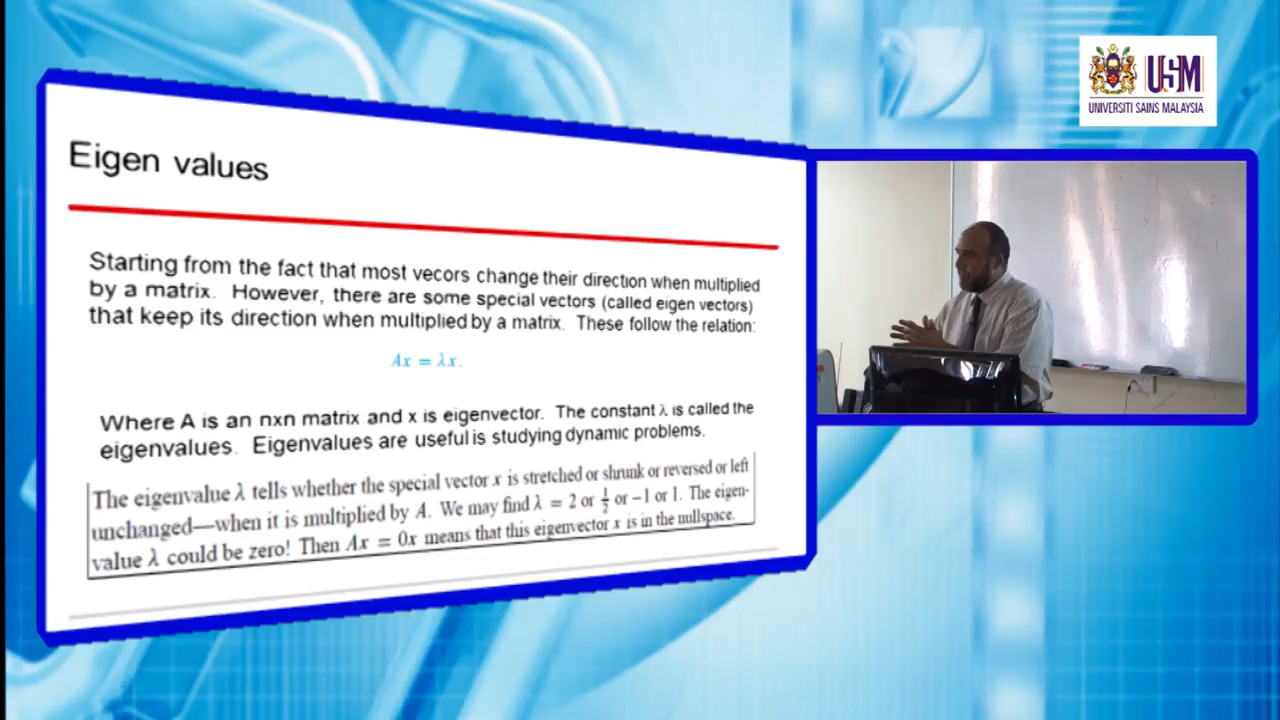 Eigen values
Starting from the fact that most vecors change their direction when multiplied
by a matrix. However, there are some special vectors (called eigen vectors)
that keep its direction when multiplied by a matrix. These follow the relation:
Ax = λx.
Where A is an nxn matrix and x is eigenvector. The constant λ is called the
eigenvalues. Eigenvalues are useful is studying dynamic problems.
The eigenvalue λ tells whether the special vector x is stretched or shrunk or reversed or left
unchanged—when it is multiplied by A. We may find λ = 2 or 1/2 or −1 or 1. The eigen-
value λ could be zero! Then Ax = 0x means that this eigenvector x is in the nullspace.
USM
UNIVERSITI SAINS MALAYSIA